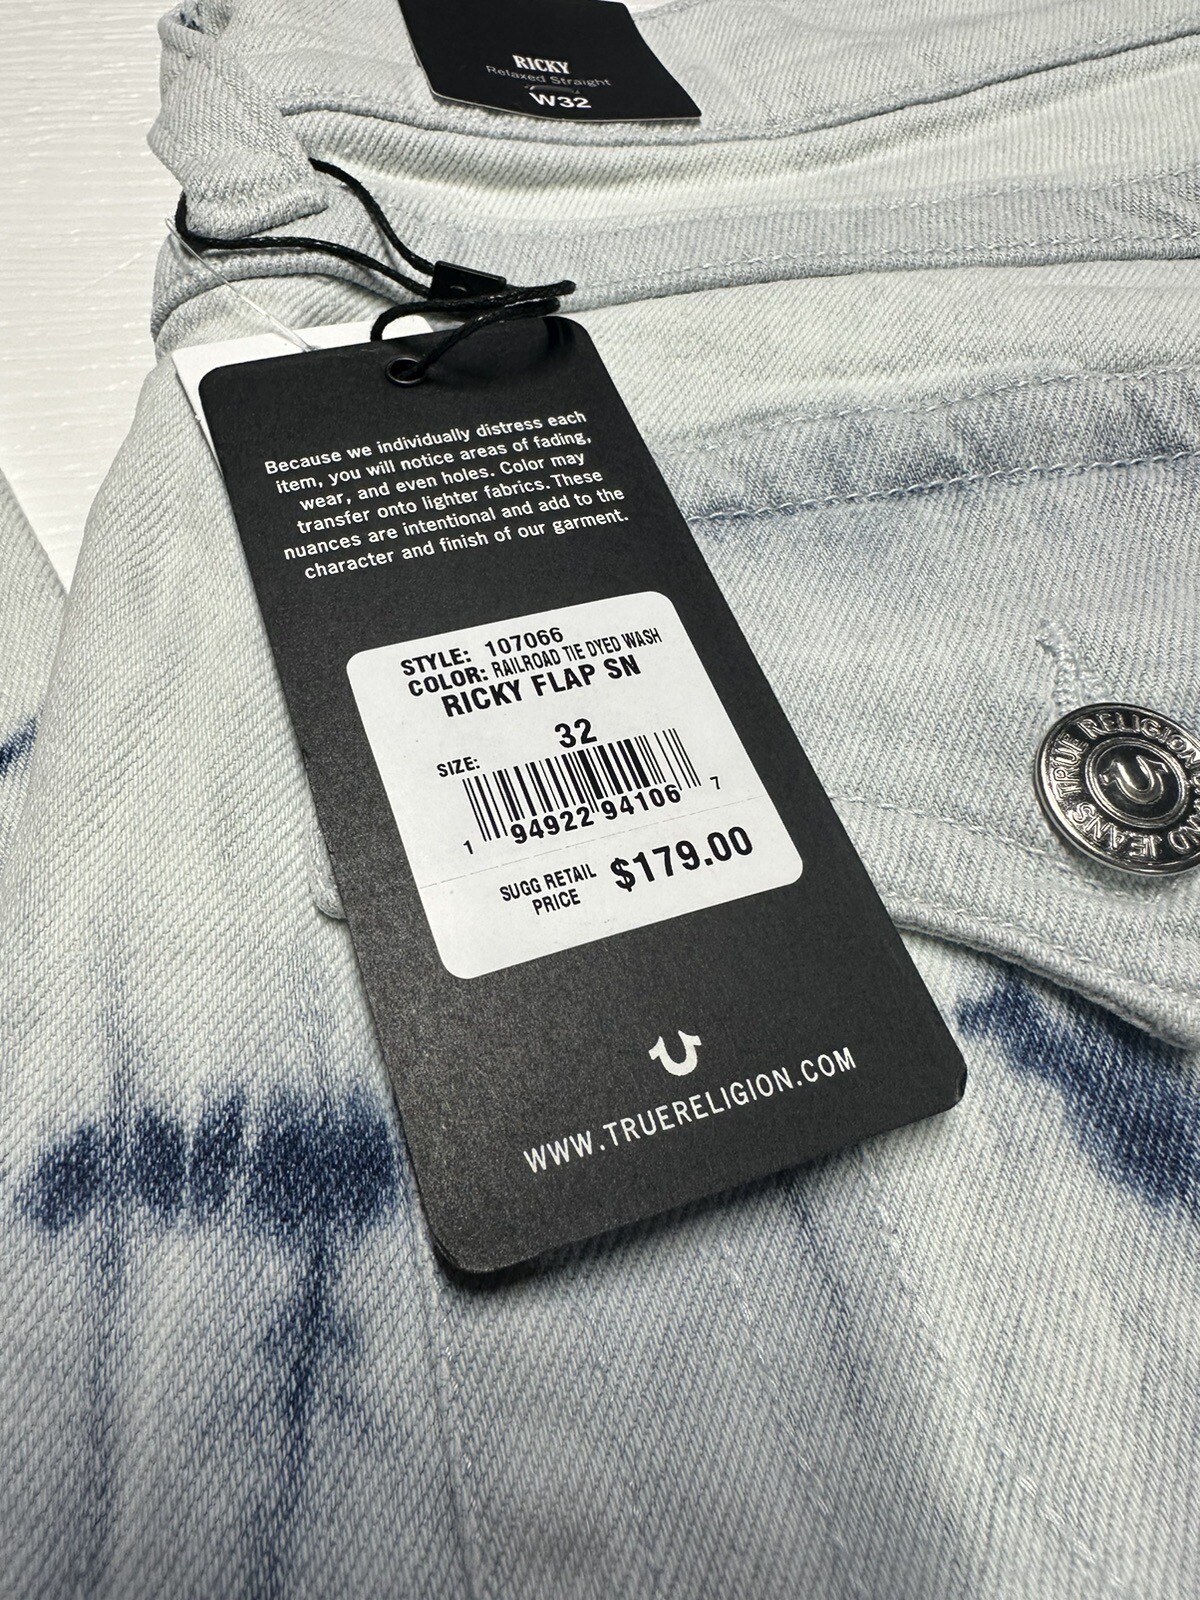 RICKY
Relaxed Straight
W32
Because we individually distress each
item, you will notice areas of fading,
wear, and even holes. Color may
transfer onto lighter fabrics. These
nuances are intentional and add to the
character and finish of our garment.
STYLE: 107066
COLOR: RAILROAD TIE DYED WASH
RICKY FLAP SN
SIZE: 32
1 94922 94106 7
SUGG RETAIL
PRICE $179.00
WWW.TRUERELIGION.COM
TRUE RELIGION
JEANS